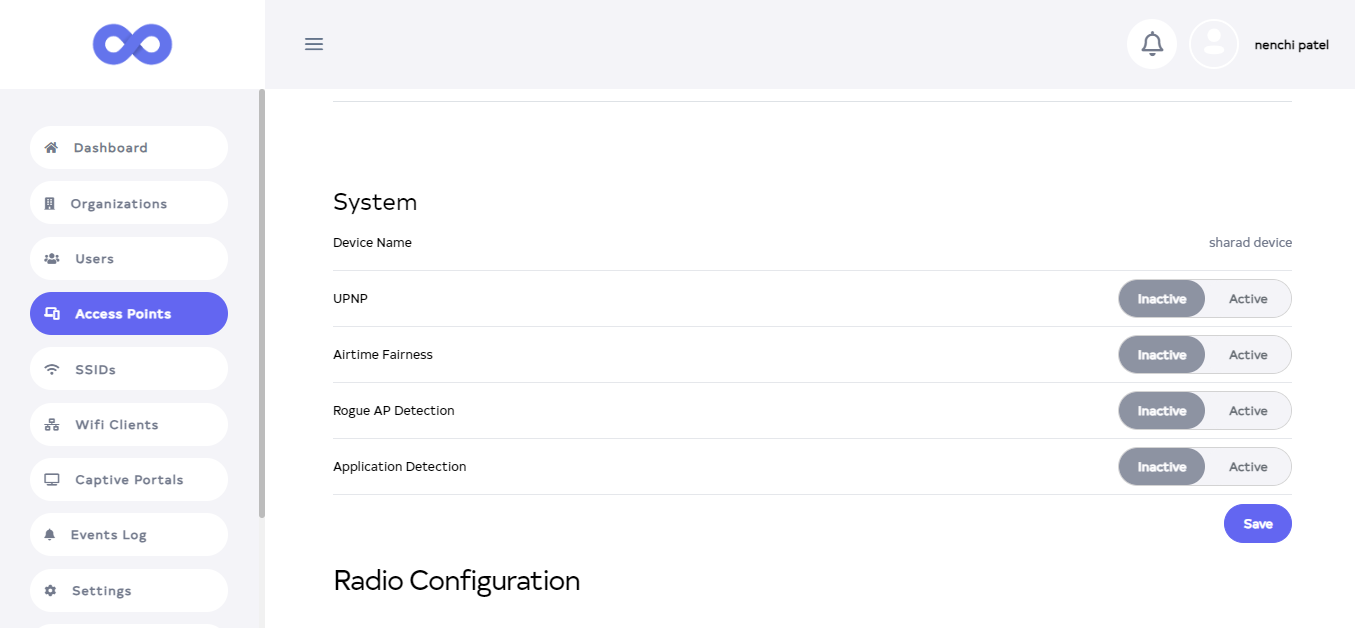 nenchi patel
Dashboard
Organizations
Users
Access Points
SSIDs
Wifi Clients
Captive Portals
Events Log
Settings
System
Device Name sharad device
UPNP Inactive Active
Airtime Fairness Inactive Active
Rogue AP Detection Inactive Active
Application Detection Inactive Active
Save
Radio Configuration